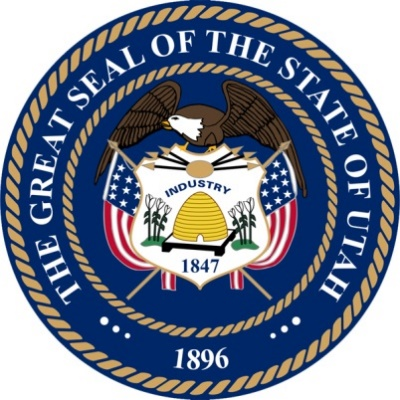 THE GREAT SEAL OF THE STATE OF UTAH
INDUSTRY
1847
1896